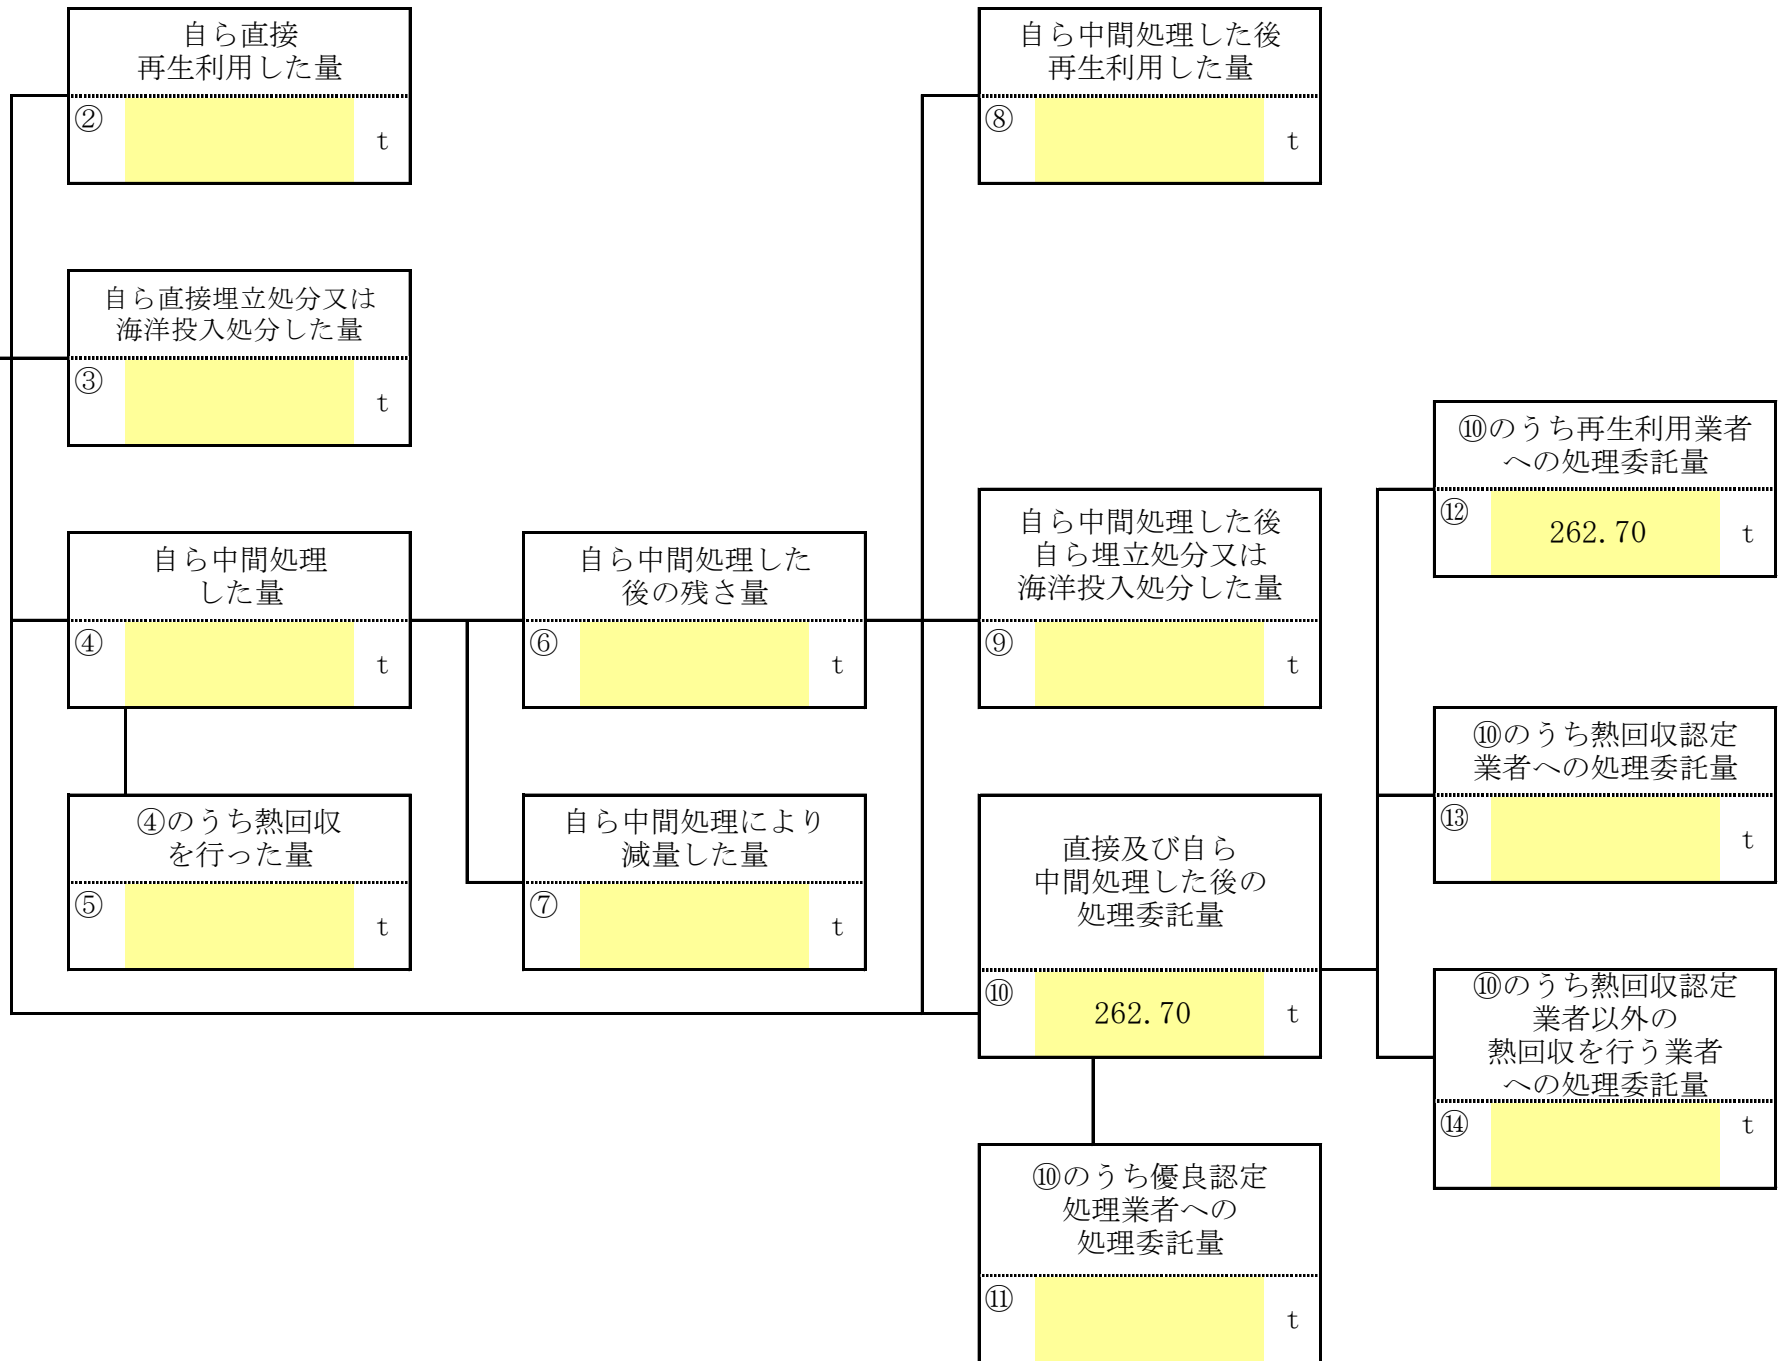 自ら直接
再生利用した量
②
t
自ら直接埋立処分又は
海洋投入処分した量
③
t
自ら中間処理
した量
④
t
④のうち熱回収
を行った量
⑤
t
自ら中間処理した
後の残さ量
⑥
t
自ら中間処理により
減量した量
⑦
t
自ら中間処理した後
再生利用した量
⑧
t
自ら中間処理した後
自ら埋立処分又は
海洋投入処分した量
⑨
t
直接及び自ら
中間処理した後の
処理委託量
⑩ 262.70 t
⑩のうち優良認定
処理業者への
処理委託量
⑪
t
⑩のうち再生利用業者
への処理委託量
⑫ 262.70 t
⑩のうち熱回収認定
業者への処理委託量
⑬
t
⑩のうち熱回収認定
業者以外の
熱回収を行う業者
への処理委託量
⑭ t